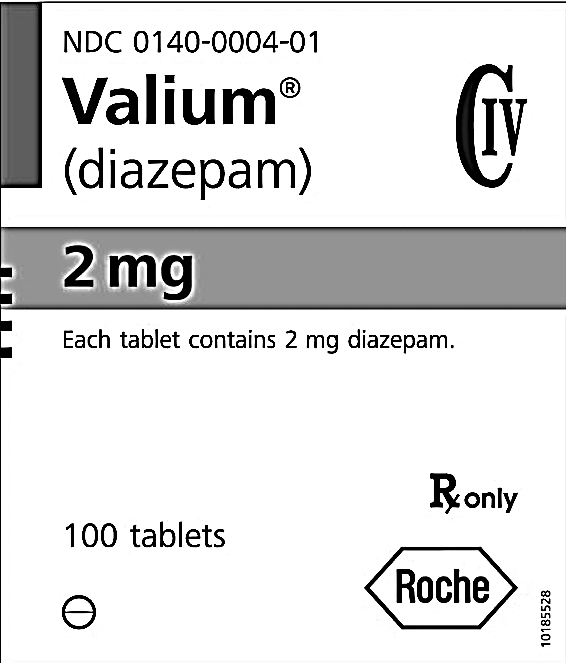 NDC 0140-0004-01
Valium®
(diazepam)
CIV
2 mg
Each tablet contains 2 mg diazepam.
Rx only
100 tablets
Roche
10185528